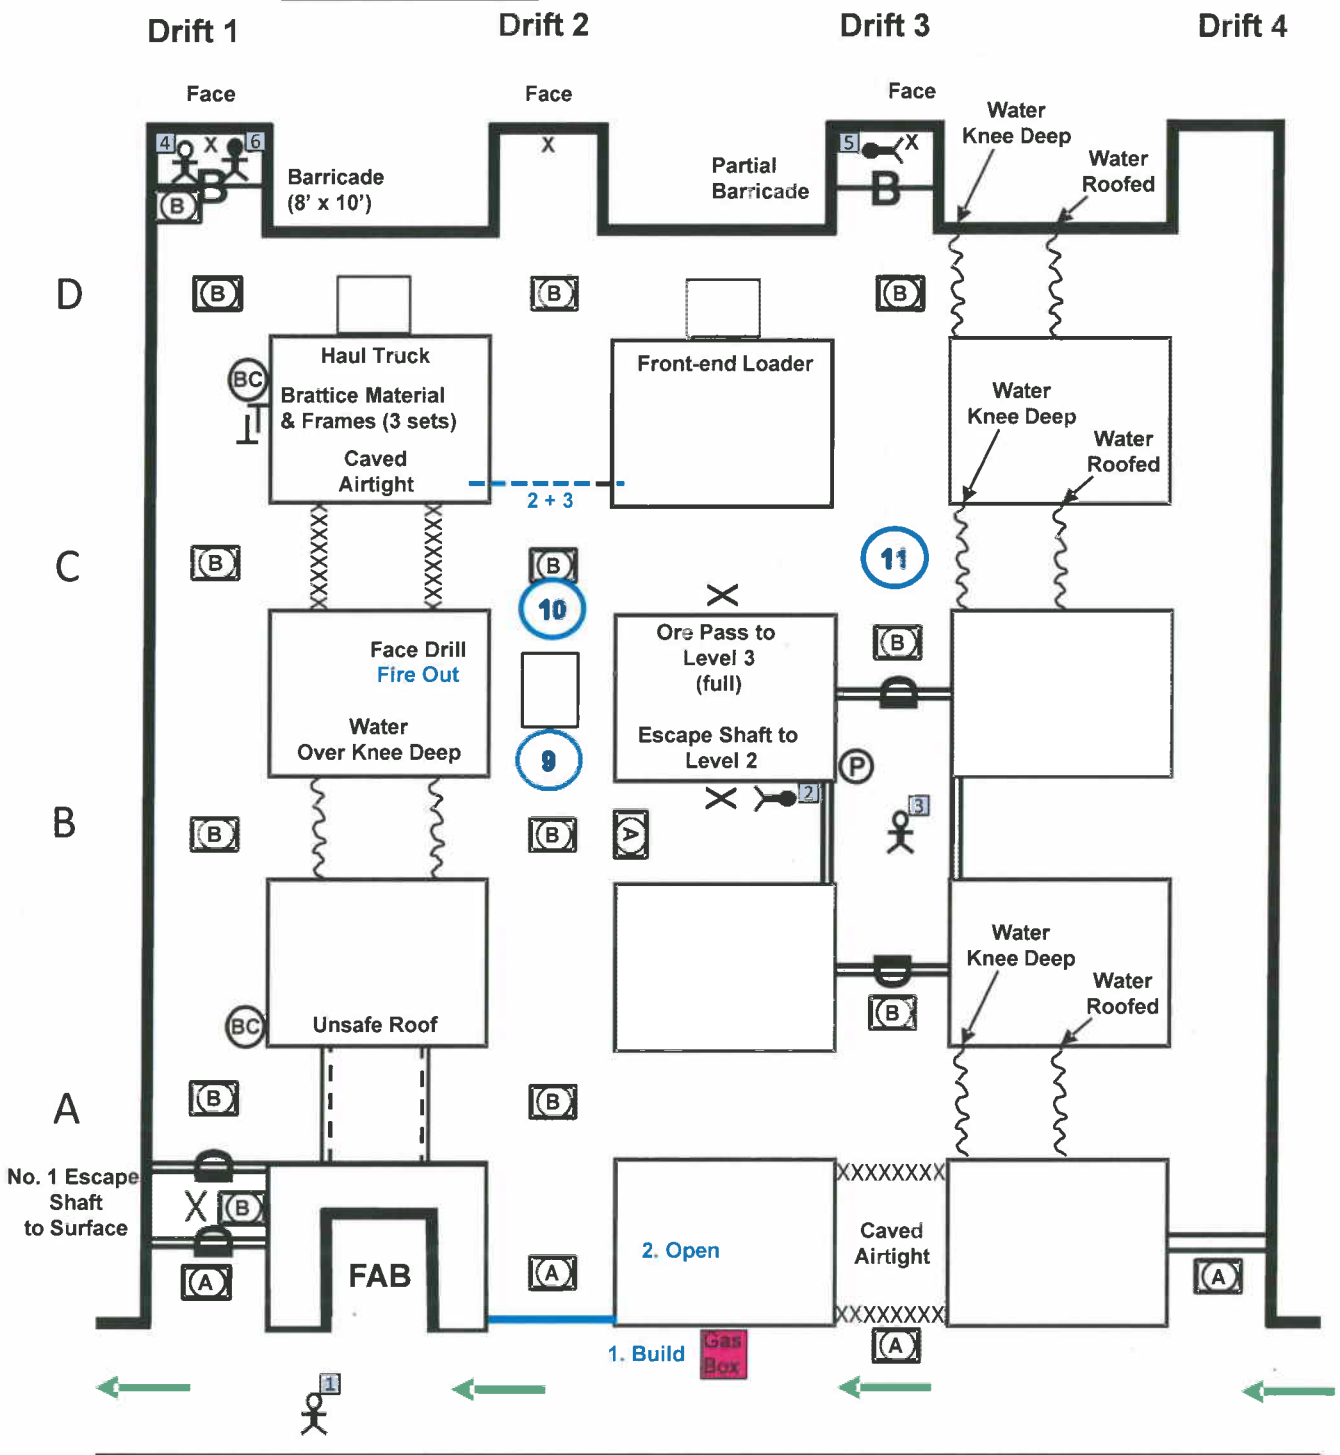 Drift 1
Drift 2
Drift 3
Drift 4
Face
Face
Face
Water
Knee Deep
Water
Roofed
4
X
6
B
B
Barricade
(8' x 10')
X
Partial
Barricade
5
X
B
D
B
B
B
Haul Truck
Brattice Material
& Frames (3 sets)
Caved
Airtight
BC
Front-end Loader
Water
Knee Deep
Water
Roofed
2 + 3
C
B
B
11
XXXXXXXX
XXXXXXXX
X
10
B
Face Drill
Fire Out
Water
Over Knee Deep
Ore Pass to
Level 3
(full)
Escape Shaft to
Level 2
9
P
X
2
3
B
B
B
A
Water
Knee Deep
Water
Roofed
BC
Unsafe Roof
B
A
B
B
No. 1 Escape
Shaft
to Surface
X
B
A
FAB
A
2. Open
XXXXXXXX
Caved
Airtight
XXXXXXXX
A
A
1. Build
Gas
Box
1